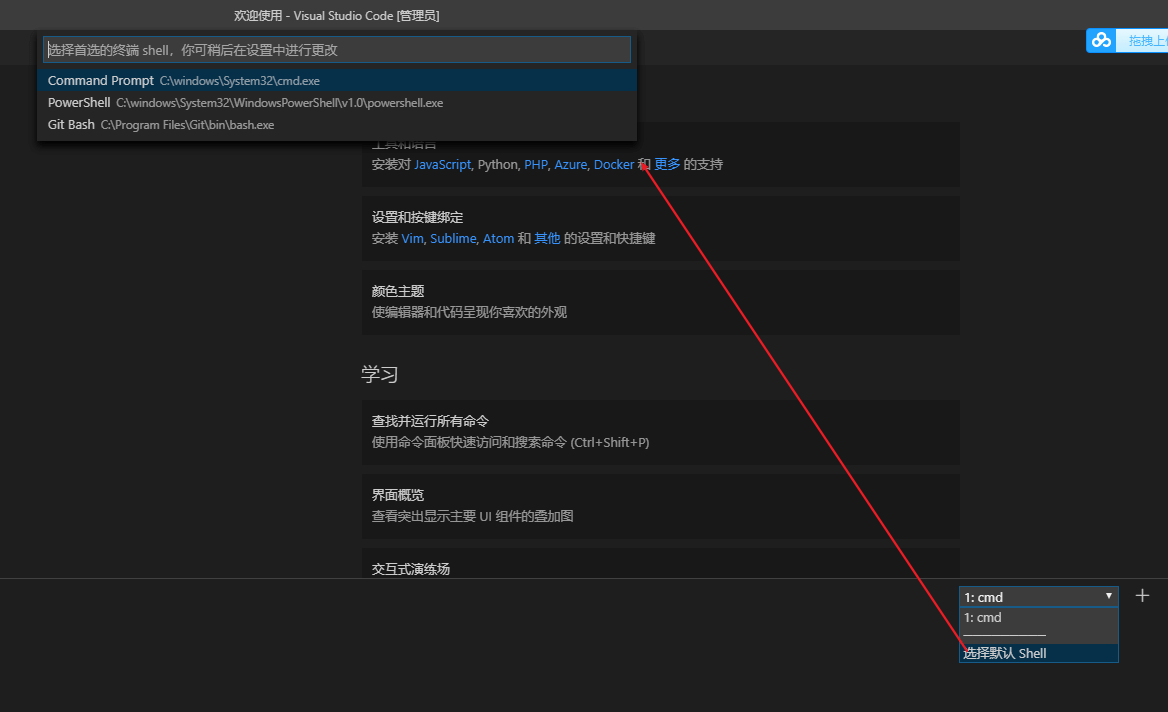 欢迎使用 - Visual Studio Code [管理员]
选择首选的终端 shell，你可稍后在设置中进行更改
拖拽上
Command Prompt C:\windows\System32\cmd.exe
PowerShell C:\windows\System32\WindowsPowerShell\v1.0\powershell.exe
Git Bash C:\Program Files\Git\bin\bash.exe
工具和语言
安装对 JavaScript, Python, PHP, Azure, Docker 和 更多 的支持
设置和按键绑定
安装 Vim, Sublime, Atom 和 其他 的设置和快捷键
颜色主题
使编辑器和代码呈现你喜欢的外观
学习
查找并运行所有命令
使用命令面板快速访问和搜索命令 (Ctrl+Shift+P)
界面概览
查看突出显示主要 UI 组件的叠加图
交互式演练场
1: cmd
1: cmd
选择默认 Shell